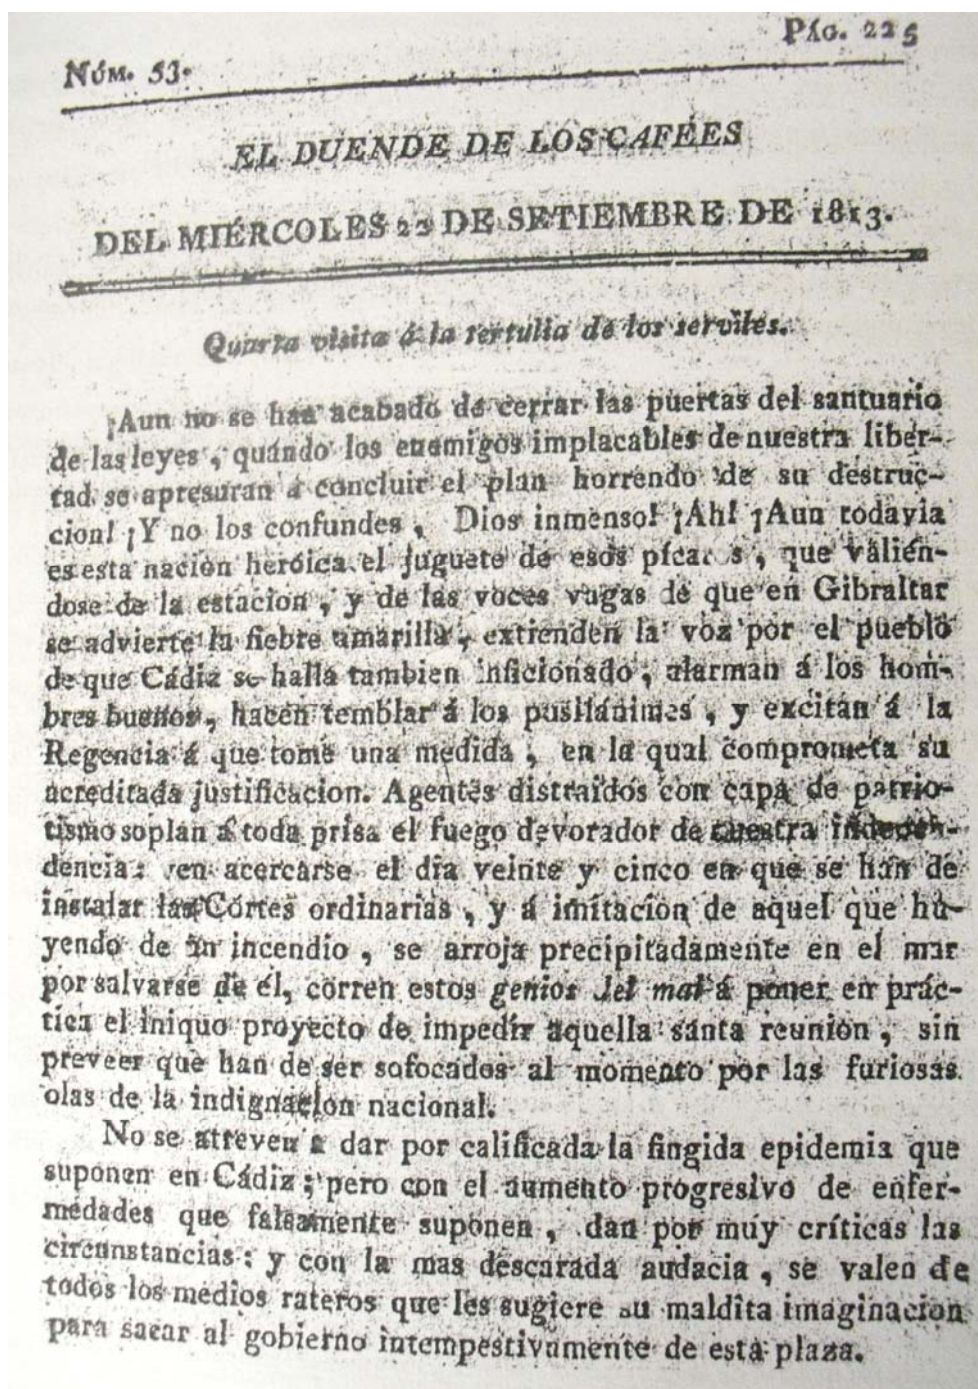 Pág. 225
Núm. 53.
EL DUENDE DE LOS CAFÉES
DEL MIÉRCOLES 22 DE SETIEMBRE DE 1813.
Quarta visita á la tertulia de los serviles.
¡Aun no se han acabado de cerrar las puertas del santuario
de las leyes, quándo los enemigos implacables de nuestra liber-
tad se apresuran á concluir el plan horrendo de su destruc-
cion! ¡Y no los confundes, Dios inmenso! ¡Ah! ¡Aun todavia
es esta nación heróica el juguete de esos pícaros, que valién-
dose de la estacion, y de las voces vagas de que en Gibraltar
se advierte la fiebre amarilla, extienden la voz por el pueblo
de que Cádiz se halla tambien inficionado, alarman á los hom-
bres buenos, hacen temblar á los pusilánimes, y excitan á la
Regencia á que tome una medida, en la qual comprometa su
acreditada justificacion. Agentes distraidos con capa de patrio-
tismo soplan á toda prisa el fuego devorador de nuestra indepen-
dencia: ven acercarse el dia veinte y cinco en que se han de
instalar las Córtes ordinarias, y á imitacion de aquel que hu-
yendo de un incendio, se arroja precipitadamente en el mar
por salvarse de él, corren estos genios del mal á poner en prác-
tica el iniquo proyecto de impedir aquella santa reunion, sin
preveer que han de ser sofocados al momento por las furiosas
olas de la indignacion nacional.
No se atreven á dar por calificada la fingida epidemia que
suponen en Cádiz; pero con el aumento progresivo de enfer-
medades que falsamente suponen, dan por muy críticas las
circunstancias: y con la mas descarada audacia, se valen de
todos los medios rateros que les sugiere su maldita imaginacion
para sacar al gobierno intempestivamente de esta plaza.